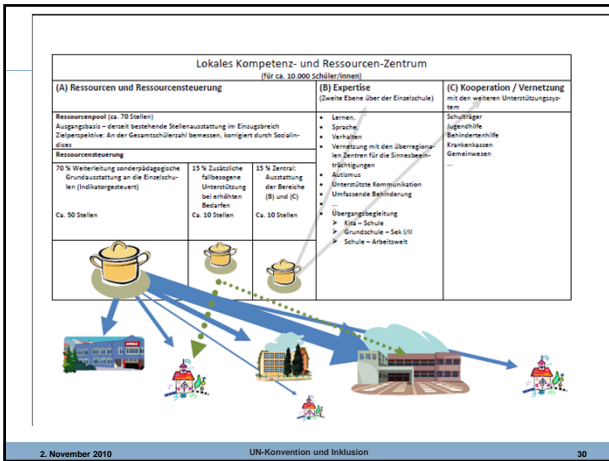 Lokales Kompetenz- und Ressourcen-Zentrum
(für ca. 10.000 Schüler/innen)
(A) Ressourcen und Ressourcensteuerung
Ressourcenpool (ca. 70 Stellen)
Ausgangsbasis – derzeit bestehende Stellenausstattung im Einzugsbreich
Zielperspektive: An der Gesamtschülerzahl bemessen, korrigiert durch Sozialin-
dices
Ressourcensteuerung
70 % Weiterleitung sonderpädagogische
Grundausstattung an die Einzelschu-
len (Indikatorgesteuert)
Ca. 50 Stellen
15 % Zusätzliche
fallbezogene
Unterstützung
bei erhöhten
Bedarfen
Ca. 10 Stellen
15 % Zentral:
Ausstattung
der Bereiche
(B) und (C)
Ca. 10 Stellen
(B) Expertise
(Zweite Ebene über der Einzelschule)
• Lernen,
• Sprache,
• Verhalten
• Vernetzung mit den überregiona-
len Zentren für die Sinnesbeein-
trächtigungen
• Autismus
• Unterstützte Kommunikation
• Umfassende Behinderung
• ...
• Übergangsbegleitung
➤ Kita – Schule
➤ Grundschule – Sek I/II
➤ Schule – Arbeitswelt
(C) Kooperation / Vernetzung
mit den weiteren Unterstützungssys-
tem
Schulträger
Jugendhilfe
Behindertenhilfe
Krankenkassen
Gemeinwesen
...
2. November 2010
UN-Konvention und Inklusion
30